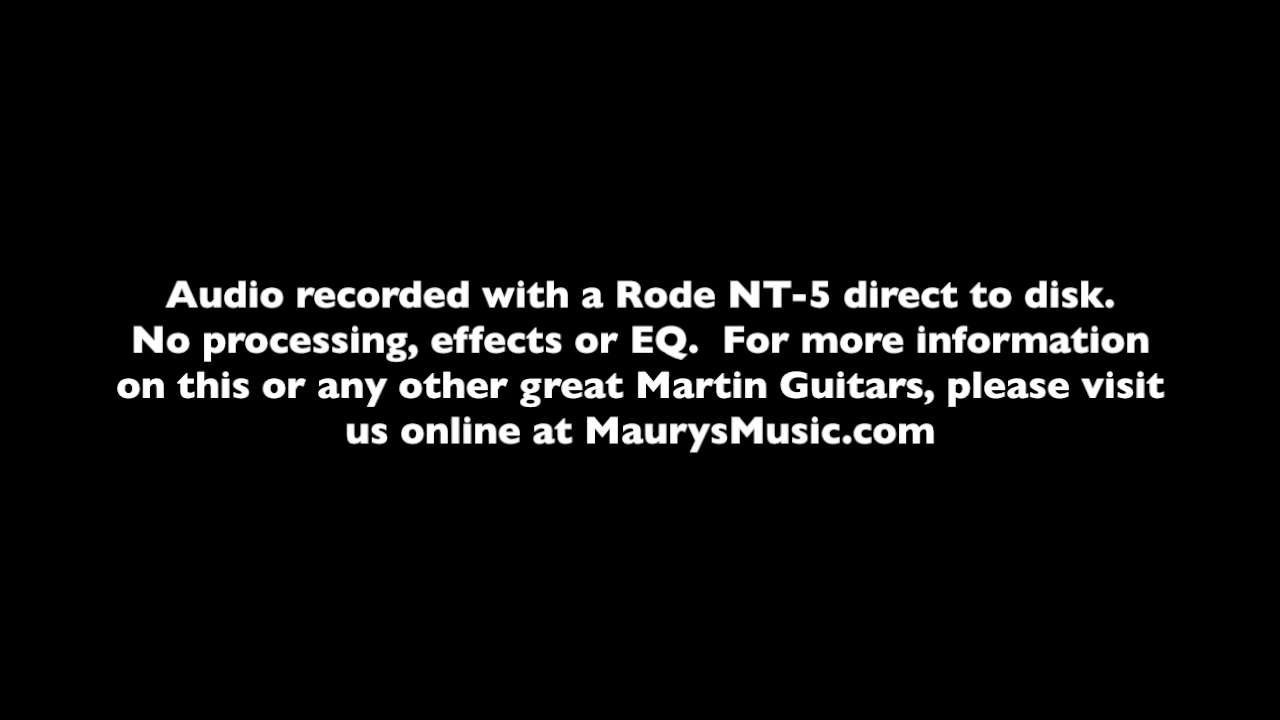 Audio recorded with a Rode NT-5 direct to disk.
No processing, effects or EQ.  For more information
on this or any other great Martin Guitars, please visit
us online at MaurysMusic.com